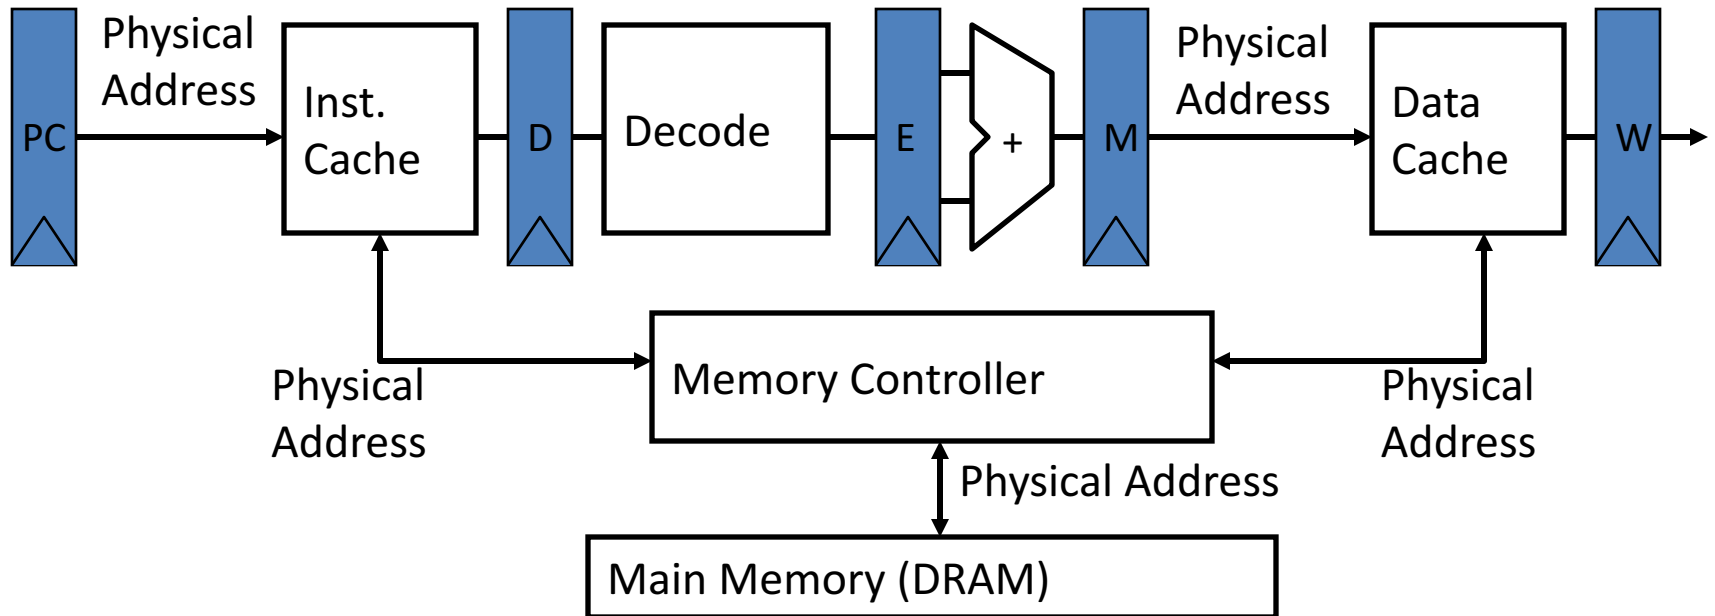 Physical
Address
PC
Inst.
Cache
D
Decode
E
+
M
Physical
Address
Data
Cache
W
Physical
Address
Memory Controller
Physical
Address
Physical Address
Main Memory (DRAM)